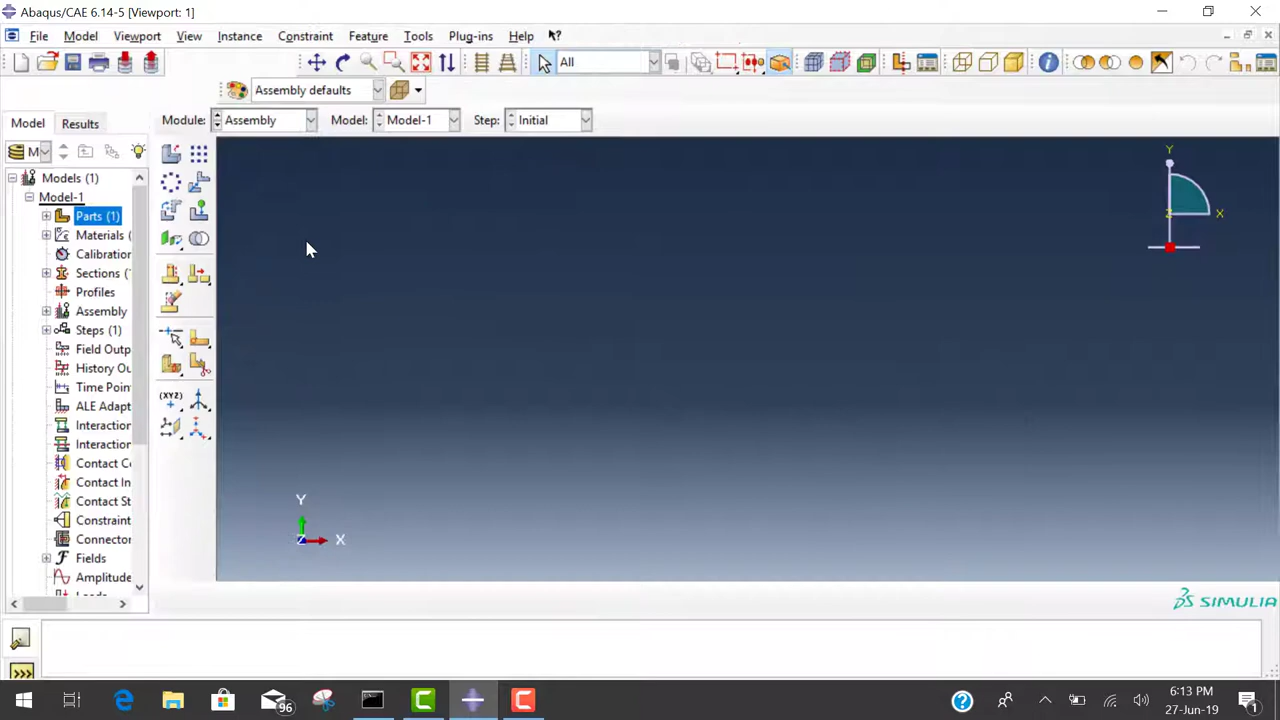 Abaqus/CAE 6.14-5 [Viewport: 1]
File Model Viewport View Instance Constraint Feature Tools Plug-ins Help
All
Assembly defaults
Model Results Module: Assembly Model: Model-1 Step: Initial
M
Models (1)
Model-1
Parts (1)
Materials (
Calibration
Sections (
Profiles
Assembly
Steps (1)
Field Outp
History Ou
Time Poin
ALE Adapt
Interaction
Interaction
Contact Co
Contact In
Contact St
Constraint
Connector
Fields
Amplitude
Loads
(XYZ)
Y
Z X
Y
Z X
SIMULIA
>>>
96
6:13 PM
27-Jun-19
1